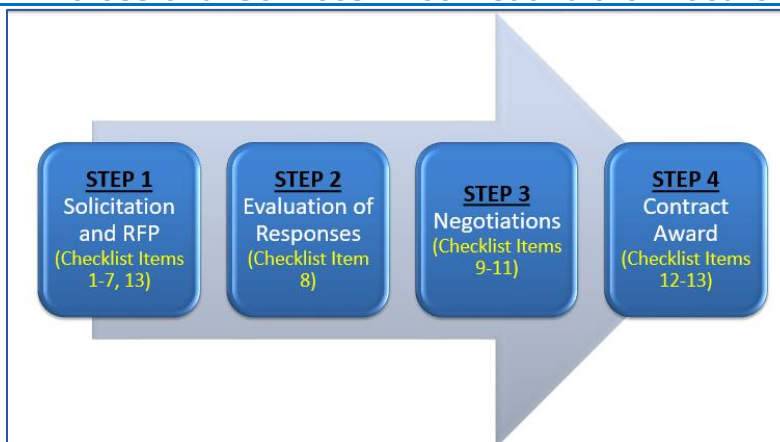 STEP 1
Solicitation
and RFP
(Checklist Items
1-7, 13)
STEP 2
Evaluation of
Responses
(Checklist Item
8)
STEP 3
Negotiations
(Checklist Items
9-11)
STEP 4
Contract
Award
(Checklist Items
12-13)